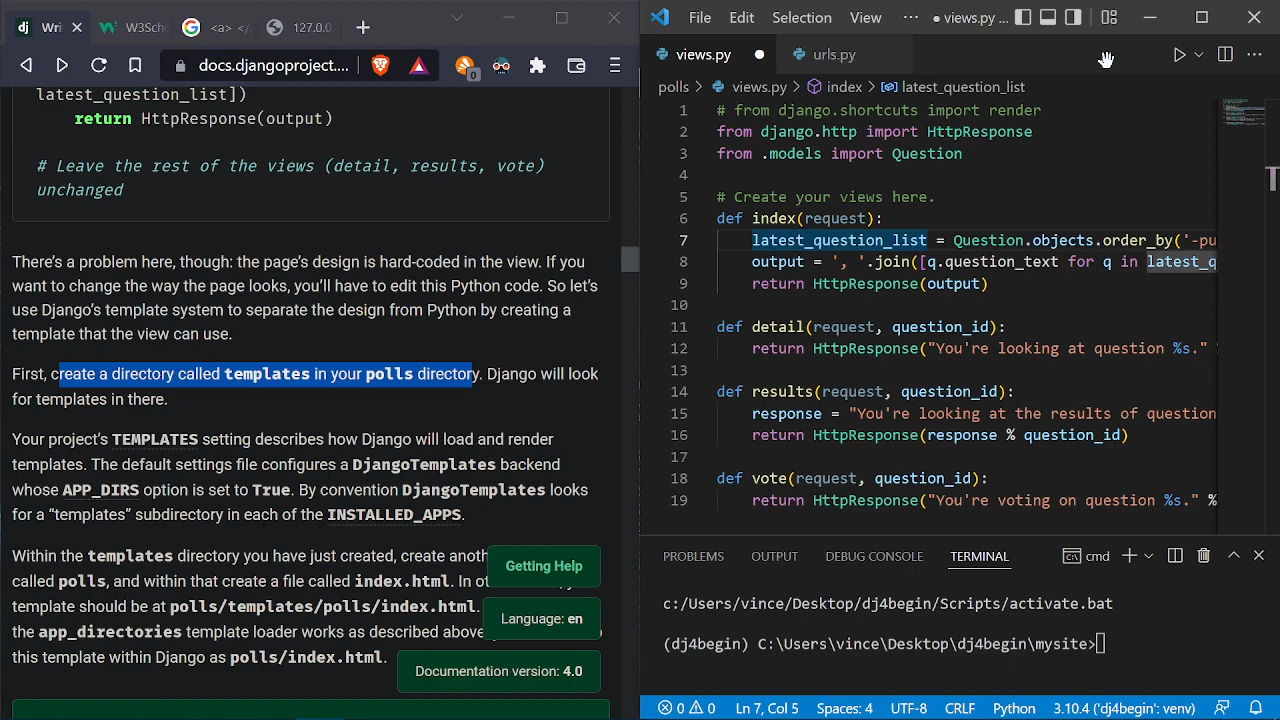 dj Wri
W3Sch
<a> </
127.0.0
docs.djangoproject....
0
latest_question_list])
return HttpResponse(output)
# Leave the rest of the views (detail, results, vote)
unchanged
There's a problem here, though: the page's design is hard-coded in the view. If you
want to change the way the page looks, you'll have to edit this Python code. So let's
use Django's template system to separate the design from Python by creating a
template that the view can use.
First, create a directory called templates in your polls directory. Django will look
for templates in there.
Your project's TEMPLATES setting describes how Django will load and render
templates. The default settings file configures a DjangoTemplates backend
whose APP_DIRS option is set to True. By convention DjangoTemplates looks
for a "templates" subdirectory in each of the INSTALLED_APPS.
Within the templates directory you have just created, create anoth
called polls, and within that create a file called index.html. In ot
template should be at polls/templates/polls/index.html.
the app_directories template loader works as described above
this template within Django as polls/index.html.
Getting Help
Language: en
Documentation version: 4.0
File Edit Selection View ··· ● views.py ...
views.py ●
urls.py
polls > views.py > index > latest_question_list
1 # from django.shortcuts import render
2 from django.http import HttpResponse
3 from .models import Question
4
5 # Create your views here.
6 def index(request):
7 latest_question_list = Question.objects.order_by('-pu
8 output = ', '.join([q.question_text for q in latest_q
9 return HttpResponse(output)
10
11 def detail(request, question_id):
12 return HttpResponse("You're looking at question %s."
13
14 def results(request, question_id):
15 response = "You're looking at the results of question
16 return HttpResponse(response % question_id)
17
18 def vote(request, question_id):
19 return HttpResponse("You're voting on question %s." %
PROBLEMS OUTPUT DEBUG CONSOLE TERMINAL cmd
c:/Users/vince/Desktop/dj4begin/Scripts/activate.bat
(dj4begin) C:\Users\vince\Desktop\dj4begin\mysite>
0 0 Ln 7, Col 5 Spaces: 4 UTF-8 CRLF Python 3.10.4 ('dj4begin': venv)